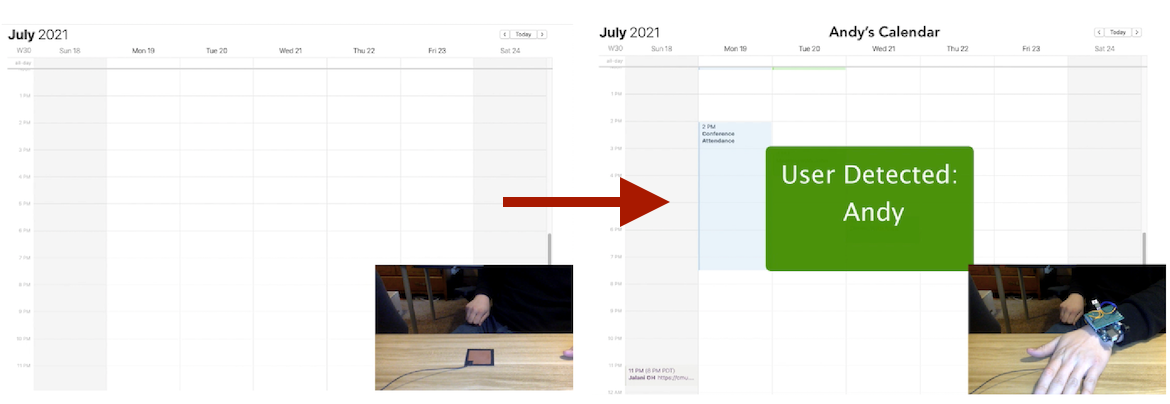 July 2021
Today
W30 Sun 18 Mon 19 Tue 20 Wed 21 Thu 22 Fri 23 Sat 24
all-day
1 PM
2 PM
3 PM
4 PM
5 PM
6 PM
7 PM
8 PM
9 PM
10 PM
11 PM
July 2021
Andy's Calendar
Today
W30 Sun 18 Mon 19 Tue 20 Wed 21 Thu 22 Fri 23 Sat 24
all-day
1 PM
2 PM
2 PM
Conference
Attendance
3 PM
User Detected:
Andy
4 PM
5 PM
6 PM
7 PM
8 PM
9 PM
10 PM
11 PM
11 PM (8 PM PDT)
12 AM